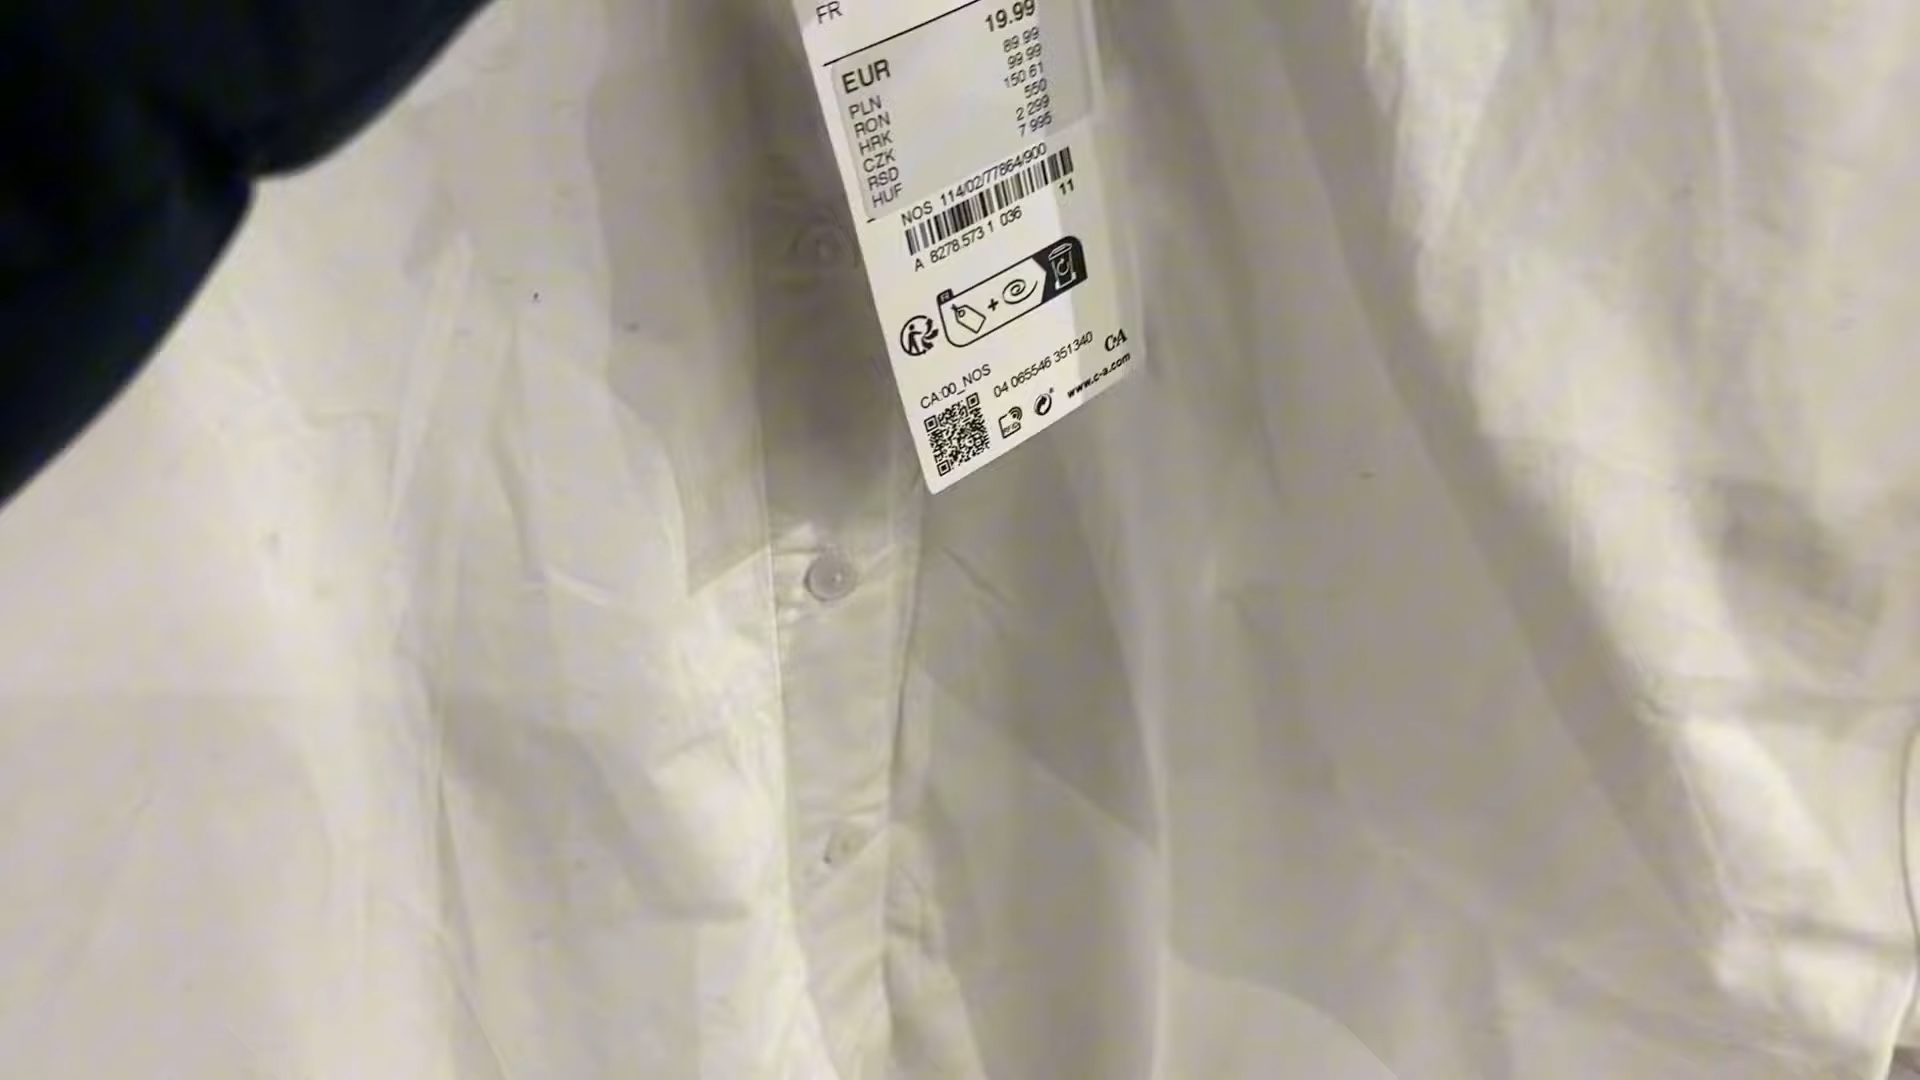 FR
EUR 19.99
PLN 89.99
RON 99.99
HRK 150 61
CZK 550
RSD 2 299
HUF 7 995
NOS 114/02/77864/900
11
A 8278.573 1 036
FR
CA:00_NOS
04 065546 351340
C&A
www.c-a.com